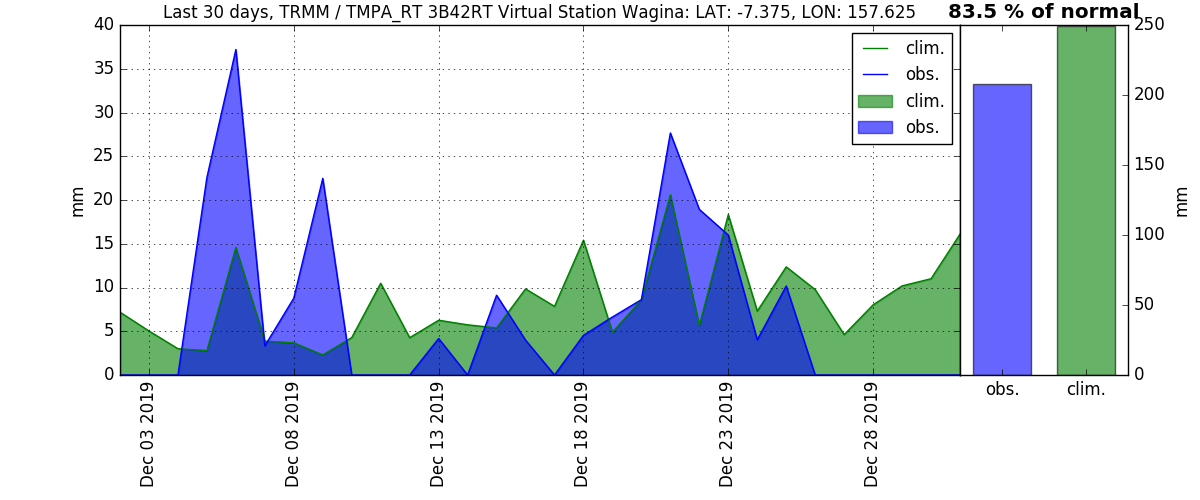 Last 30 days, TRMM / TMPA_RT 3B42RT Virtual Station Wagina: LAT: -7.375, LON: 157.625
83.5 % of normal
40
35
30
25
20
15
10
5
0
mm
clim.
obs.
clim.
obs.
250
200
150
100
50
0
mm
obs.
clim.
Dec 03 2019
Dec 08 2019
Dec 13 2019
Dec 18 2019
Dec 23 2019
Dec 28 2019